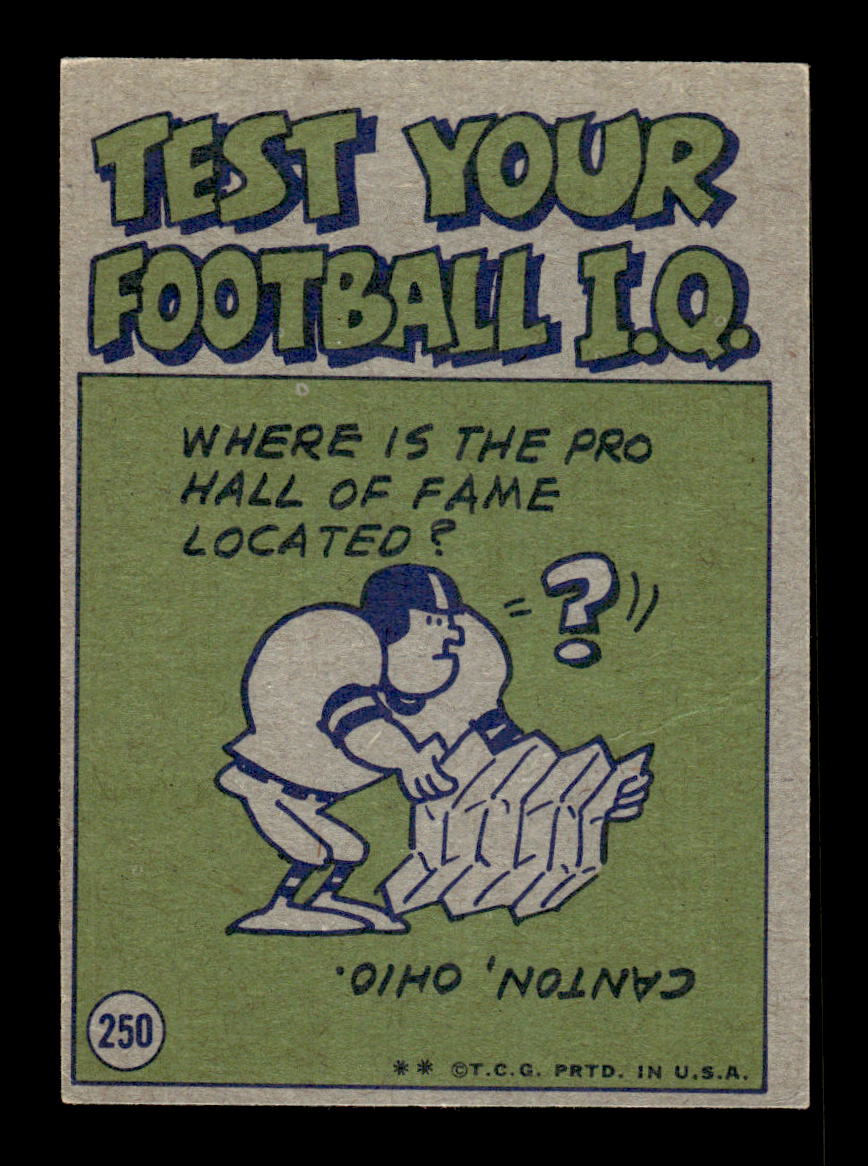 TEST YOUR
FOOTBALL I.Q.
WHERE IS THE PRO
HALL OF FAME
LOCATED?
?
CANTON, OHIO.
250
** ©T.C.G. PRTD. IN U.S.A.